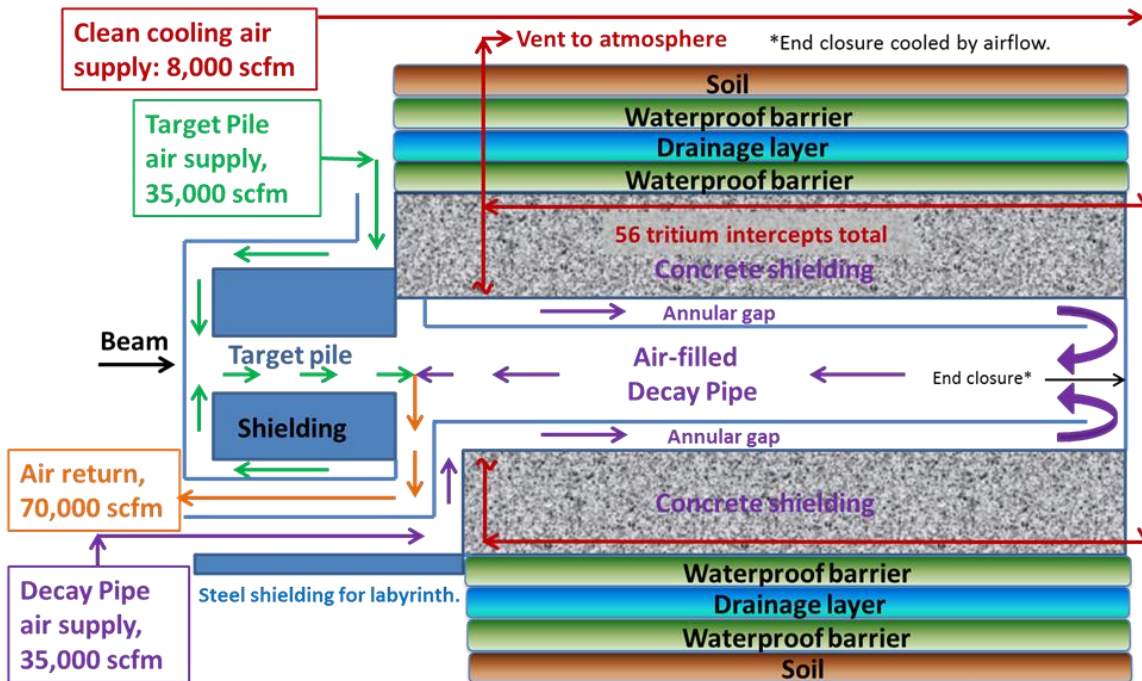 Clean cooling air
supply: 8,000 scfm
Vent to atmosphere
*End closure cooled by airflow.
Soil
Waterproof barrier
Drainage layer
Waterproof barrier
Target Pile
air supply,
35,000 scfm
56 tritium intercepts total
Concrete shielding
Annular gap
Beam
Target pile
Air-filled
Decay Pipe
End closure*
Shielding
Annular gap
Air return,
70,000 scfm
Concrete shielding
Decay Pipe
air supply,
35,000 scfm
Steel shielding for labyrinth.
Waterproof barrier
Drainage layer
Waterproof barrier
Soil